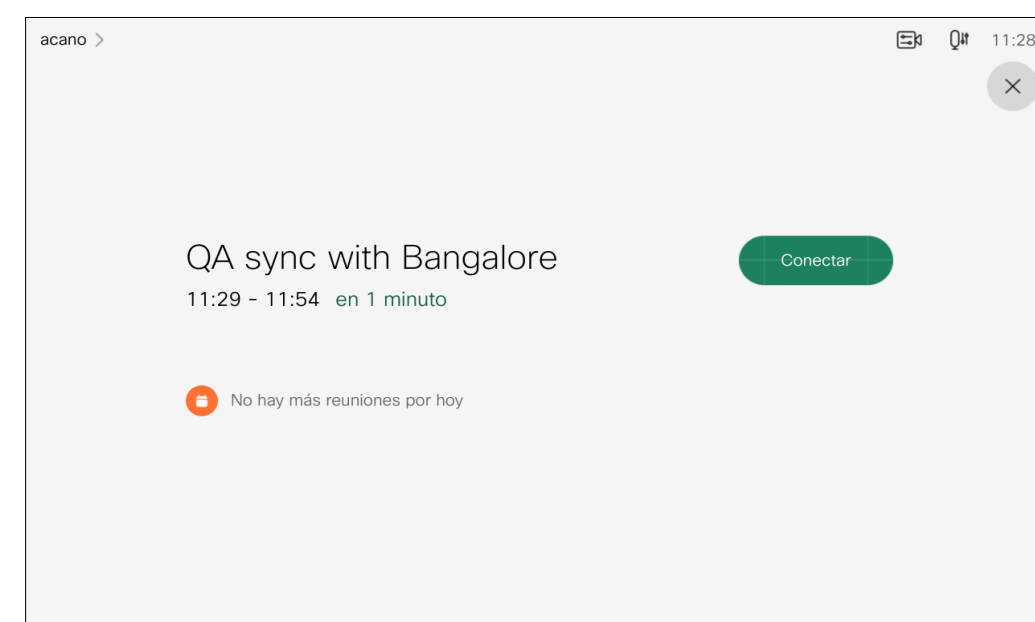 acano
11:28
QA sync with Bangalore
Conectar
11:29 - 11:54 en 1 minuto
No hay más reuniones por hoy